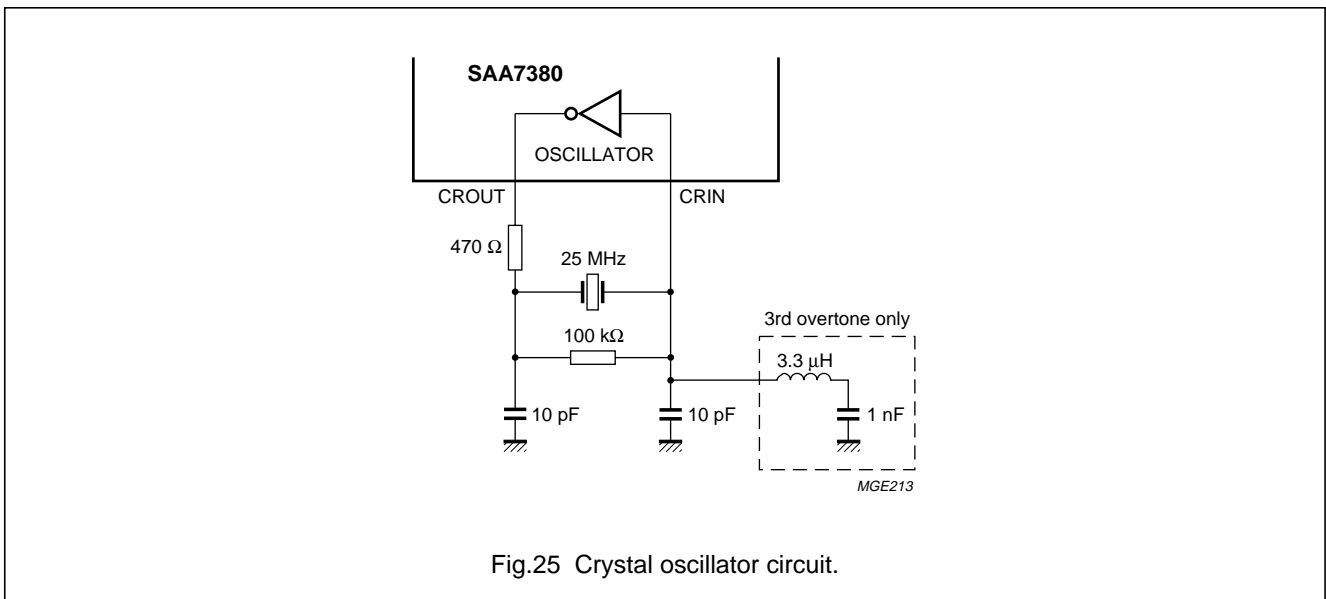 SAA7380
OSCILLATOR
CROUT
CRIN
470 Ω
25 MHz
3rd overtone only
100 kΩ
3.3 μH
10 pF
10 pF
1 nF
MGE213
Fig.25 Crystal oscillator circuit.